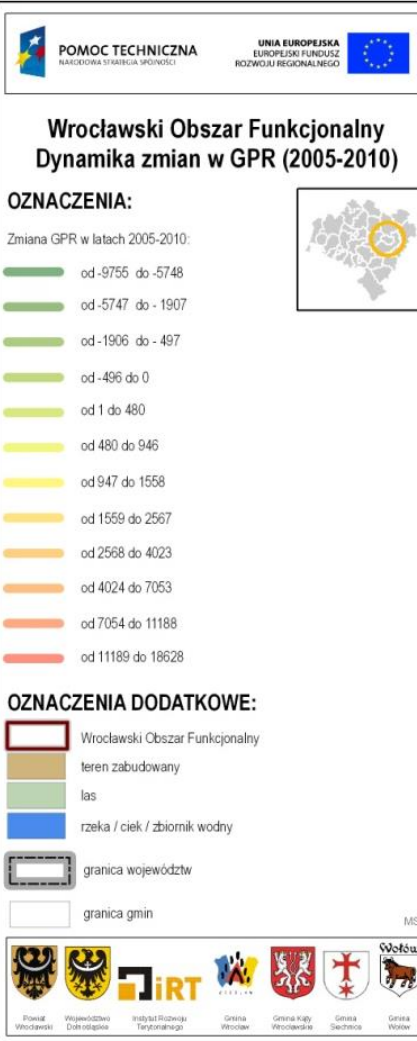 POMOC TECHNICZNA
NARODOWA STRATEGIA SPÓJNOŚCI
UNIA EUROPEJSKA
EUROPEJSKI FUNDUSZ
ROZWOJU REGIONALNEGO
Wrocławski Obszar Funkcjonalny
Dynamika zmian w GPR (2005-2010)
OZNACZENIA:
Zmiana GPR w latach 2005-2010:
od -9755 do -5748
od -5747 do - 1907
od -1906 do - 497
od -496 do 0
od 1 do 480
od 480 do 946
od 947 do 1558
od 1559 do 2567
od 2568 do 4023
od 4024 do 7053
od 7054 do 11188
od 11189 do 18628
OZNACZENIA DODATKOWE:
Wrocławski Obszar Funkcjonalny
teren zabudowany
las
rzeka / ciek / zbiornik wodny
granica województw
granica gmin
MS
iRT
Wołów
Powiat Wrocławski
Województwo Dolnośląskie
Instytut Rozwoju Terytorialnego
Gmina Wrocław
Gmina Kąty Wrocławskie
Gmina Siechnice
Gmina Wołów